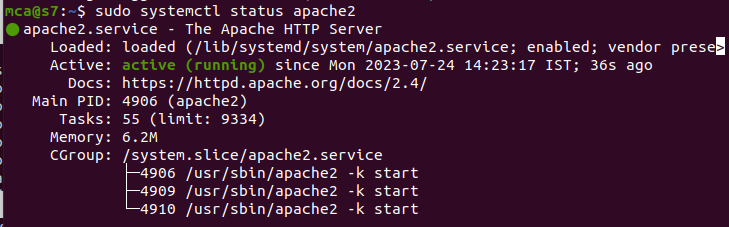 mca@s7:~$ sudo systemctl status apache2
● apache2.service - The Apache HTTP Server
Loaded: loaded (/lib/systemd/system/apache2.service; enabled; vendor prese>
Active: active (running) since Mon 2023-07-24 14:23:17 IST; 36s ago
Docs: https://httpd.apache.org/docs/2.4/
Main PID: 4906 (apache2)
Tasks: 55 (limit: 9334)
Memory: 6.2M
CGroup: /system.slice/apache2.service
├─4906 /usr/sbin/apache2 -k start
├─4909 /usr/sbin/apache2 -k start
└─4910 /usr/sbin/apache2 -k start